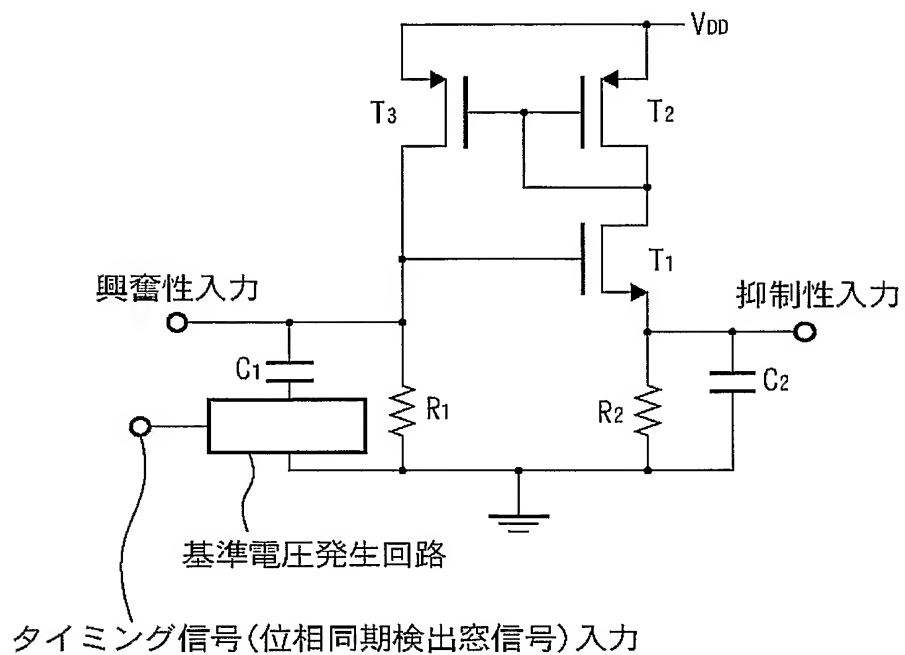 VDD
T3
T2
T1
興奮性入力
抑制性入力
C1
R1
R2
C2
基準電圧発生回路
タイミング信号(位相同期検出窓信号)入力